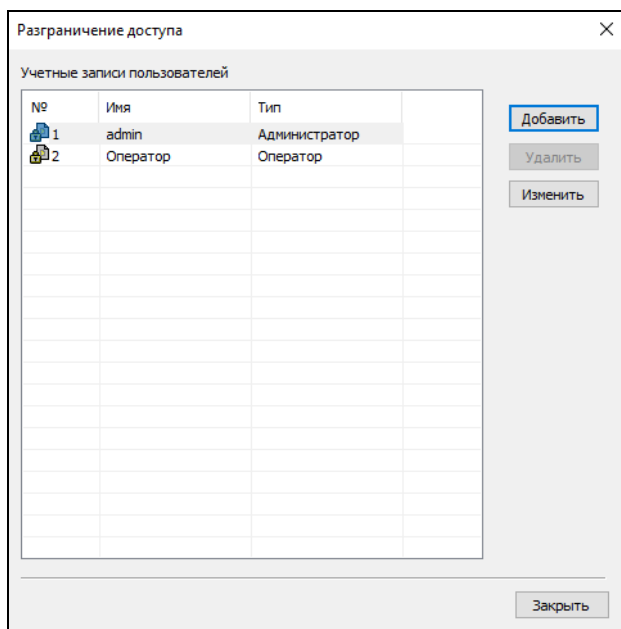 Разграничение доступа
Учетные записи пользователей
№ Имя Тип
1 admin Администратор
2 Оператор Оператор
Добавить
Удалить
Изменить
Закрыть